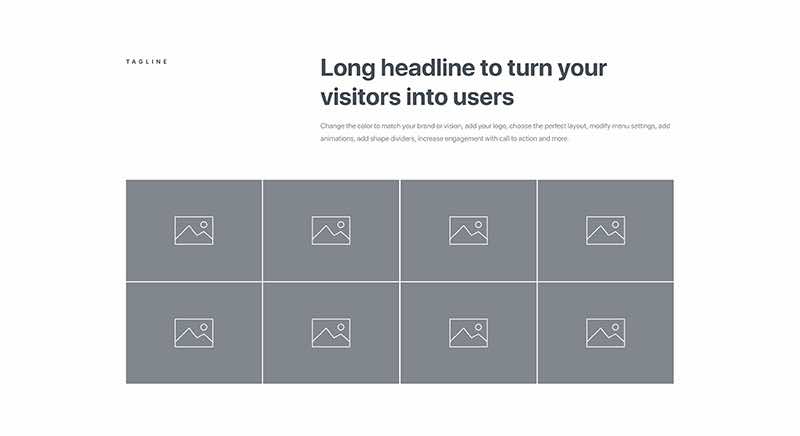 TAGLINE
Long headline to turn your
visitors into users
Change the color to match your brand or vision, add your logo, choose the perfect layout, modify menu settings, add
animations, add shape dividers, increase engagement with call to action and more.